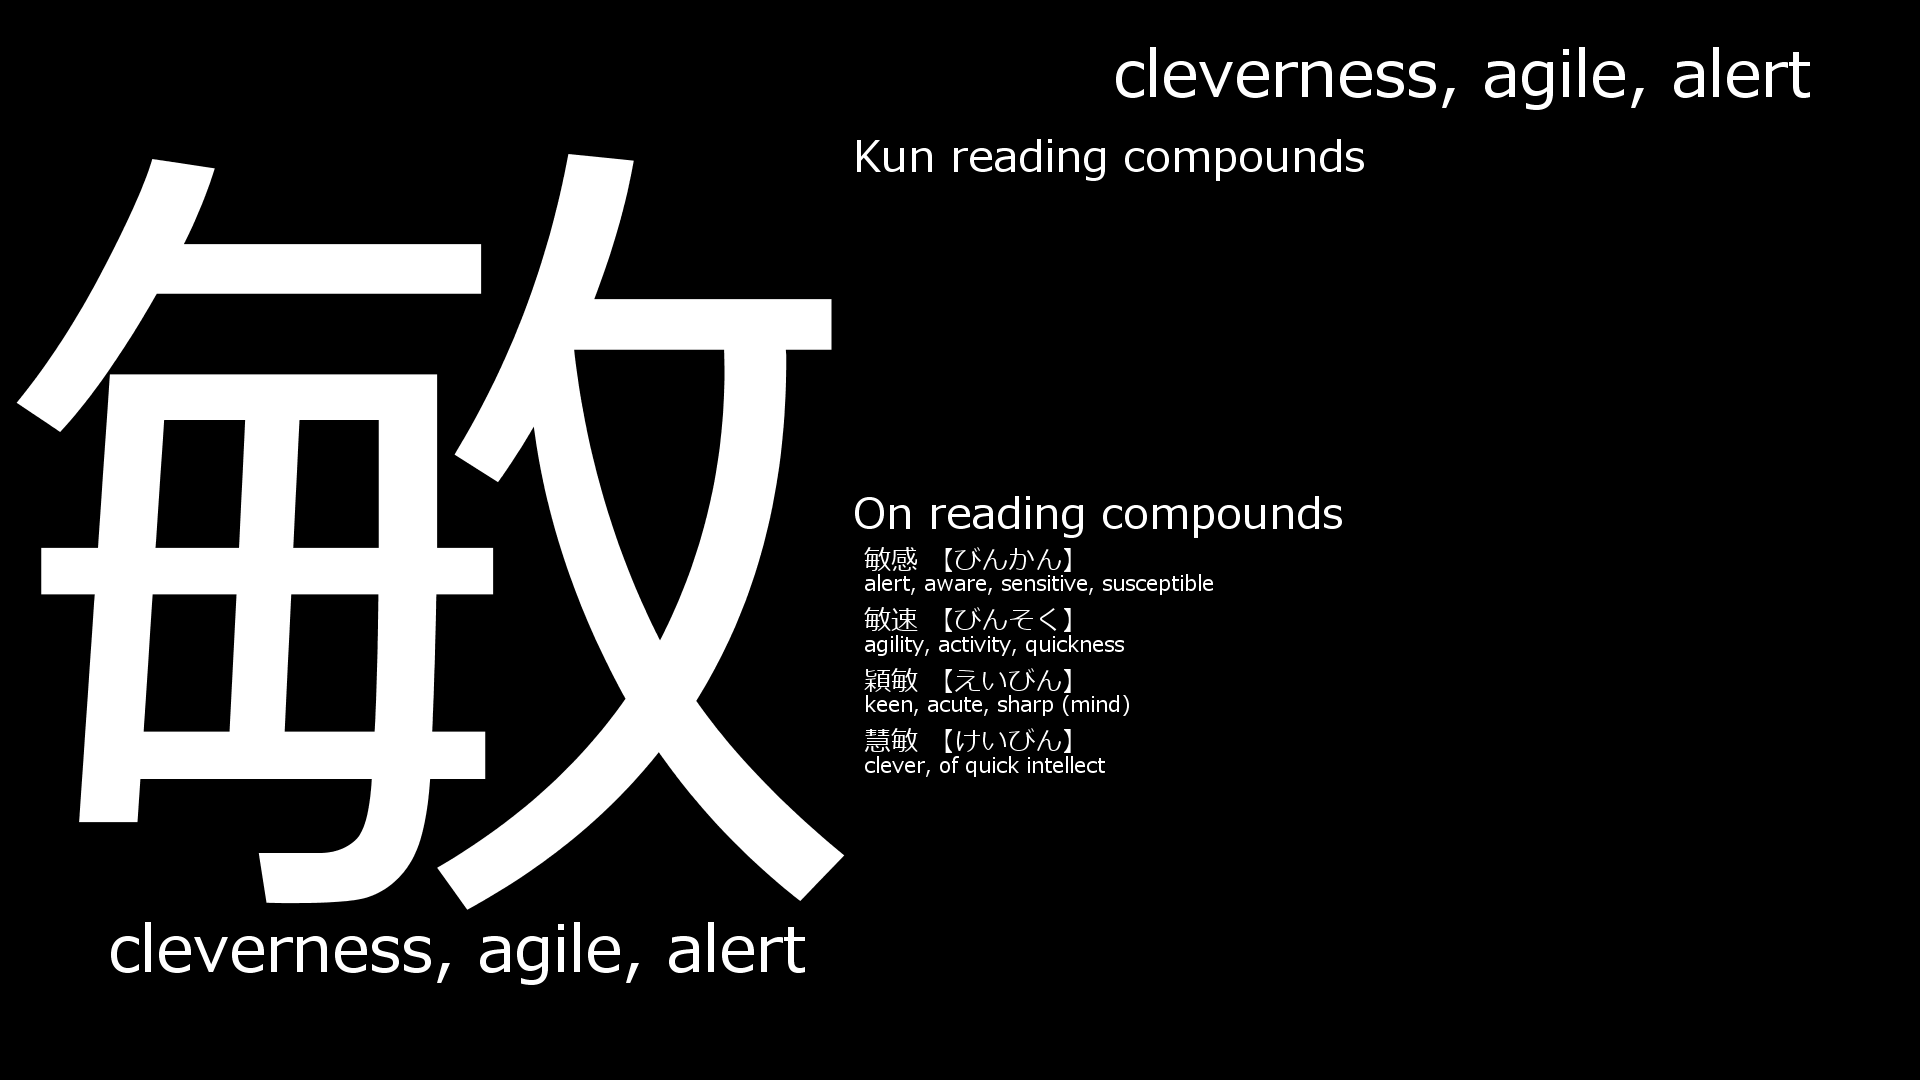 敏
cleverness, agile, alert
cleverness, agile, alert
Kun reading compounds
On reading compounds
敏感 【びんかん】
alert, aware, sensitive, susceptible
敏速 【びんそく】
agility, activity, quickness
穎敏 【えいびん】
keen, acute, sharp (mind)
慧敏 【けいびん】
clever, of quick intellect